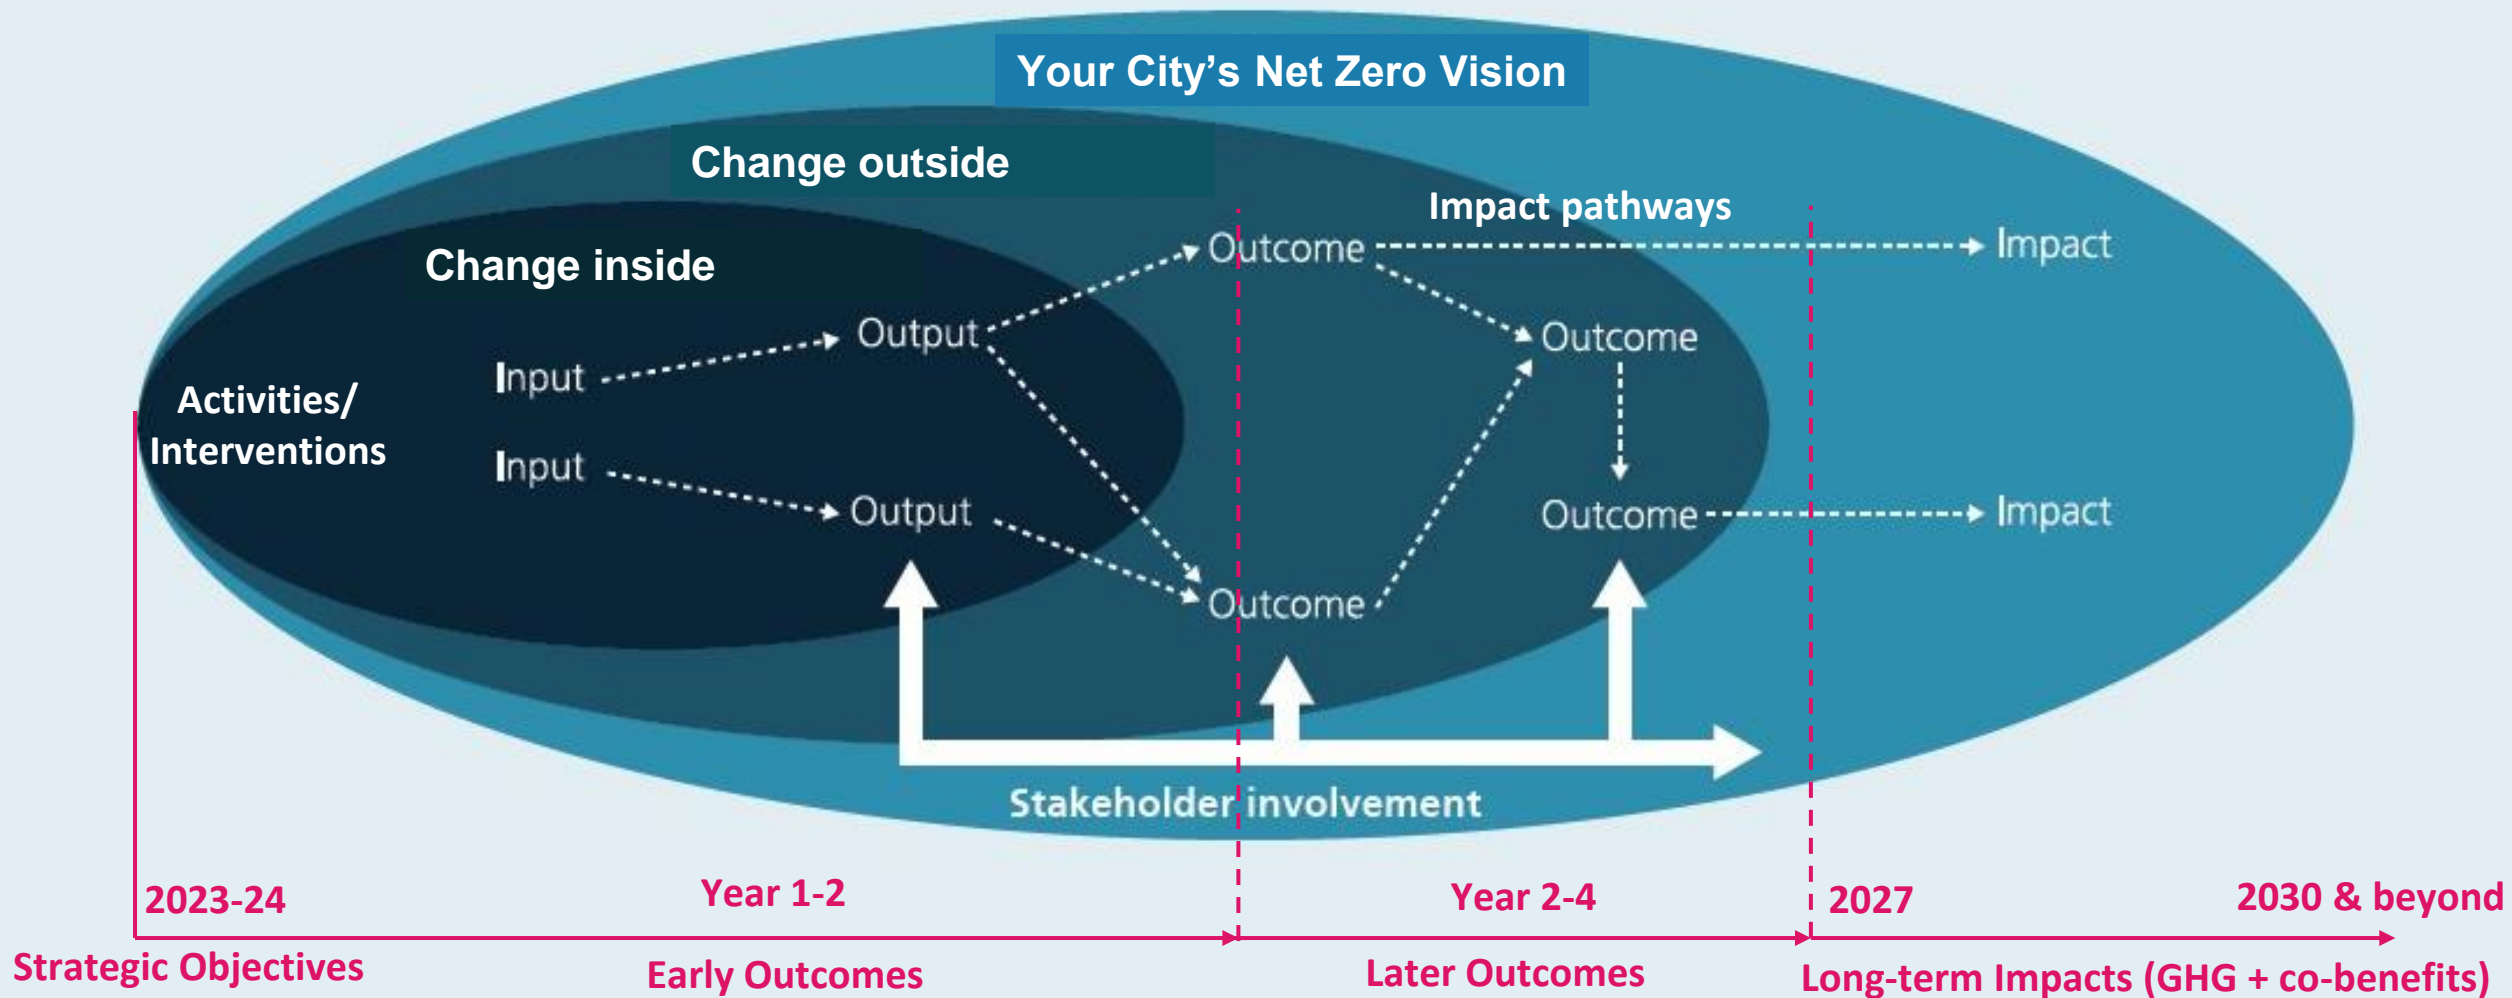 Your City's Net Zero Vision
Change outside
Impact pathways
Change inside
Outcome
Impact
Output
Outcome
Input
Activities/
Interventions
Input
Output
Outcome
Impact
Outcome
Stakeholder involvement
2023-24
Year 1-2
Year 2-4
2027
2030 & beyond
Strategic Objectives
Early Outcomes
Later Outcomes
Long-term Impacts (GHG + co-benefits)